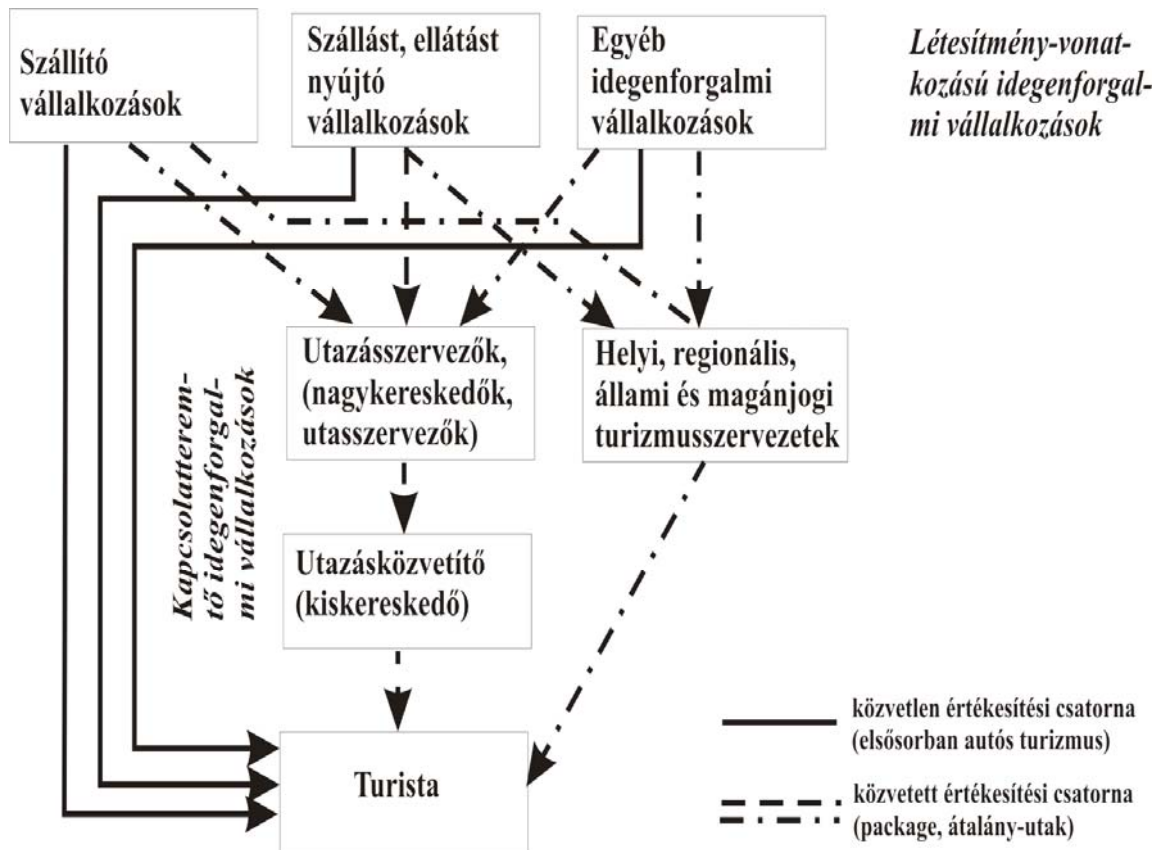 Szállító
vállalkozások
Szállást, ellátást
nyújtó
vállalkozások
Egyéb
idegenforgalmi
vállalkozások
Létesítmény-vonat-
kozású idegenforgal-
mi vállalkozások
Kapcsolatterem-
tő idegenforgal-
mi vállalkozások
Utazásszervezők,
(nagykereskedők,
utasszervezők)
Helyi, regionális,
állami és magánjogi
turizmusszervezetek
Utazásközvetítő
(kiskereskedő)
Turista
közvetlen értékesítési csatorna
(elsősorban autós turizmus)
közvetett értékesítési csatorna
(package, átalány-utak)